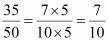 35/50 = 7 × 5/10 × 5 = 7/10